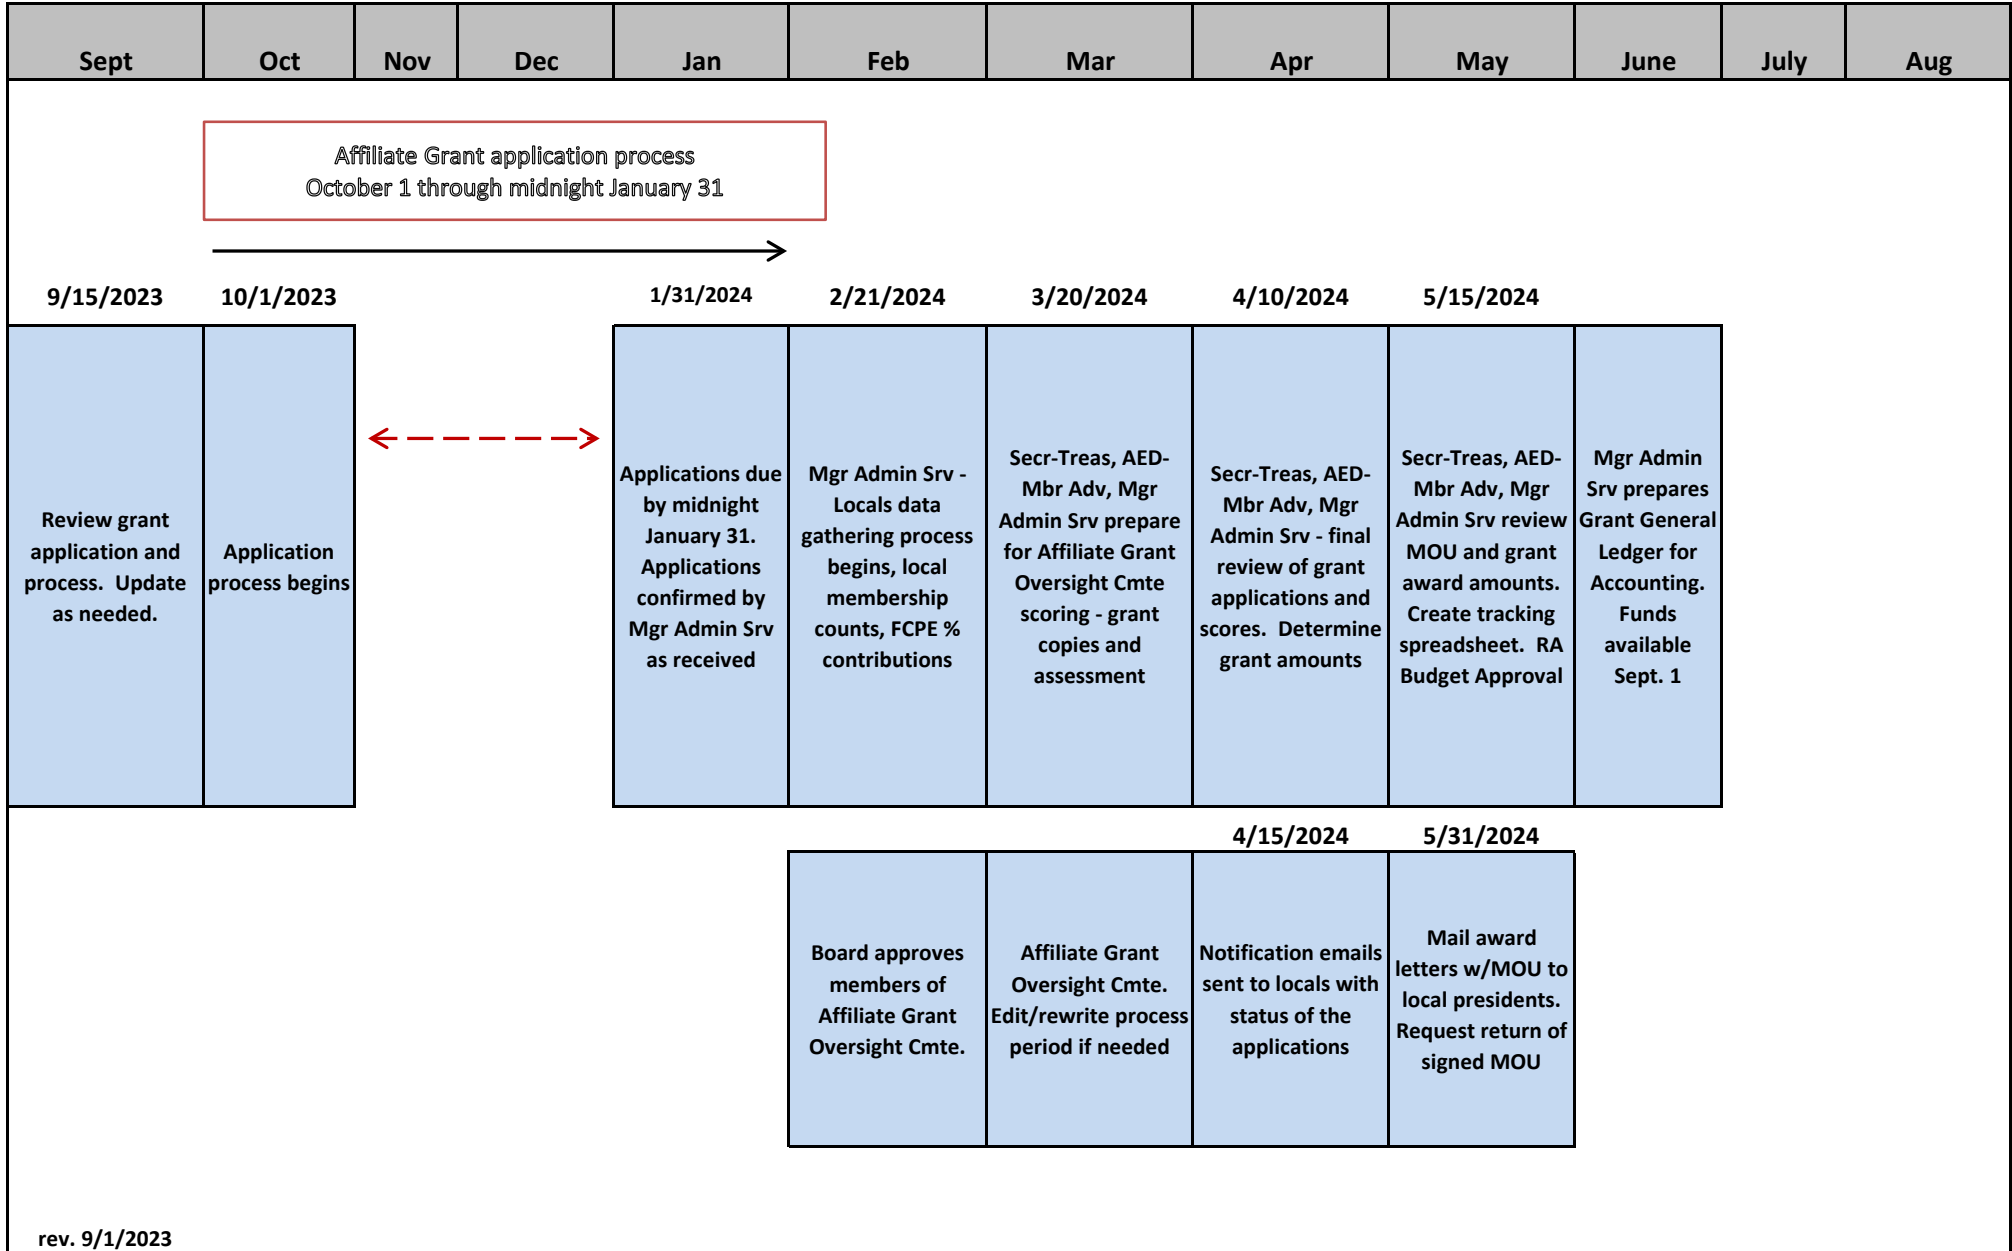 Sept Oct Nov Dec Jan Feb Mar Apr May June July Aug
Affiliate Grant application process
October 1 through midnight January 31
9/15/2023 10/1/2023 1/31/2024 2/21/2024 3/20/2024 4/10/2024 5/15/2024
Review grant
application and
process.  Update
as needed.
Application
process begins
Applications due
by midnight
January 31.
Applications
confirmed by
Mgr Admin Srv
as received
Mgr Admin Srv -
Locals data
gathering process
begins, local
membership
counts, FCPE %
contributions
Secr-Treas, AED-
Mbr Adv, Mgr
Admin Srv prepare
for Affiliate Grant
Oversight Cmte
scoring - grant
copies and
assessment
Secr-Treas, AED-
Mbr Adv, Mgr
Admin Srv - final
review of grant
applications and
scores.  Determine
grant amounts
Secr-Treas, AED-
Mbr Adv, Mgr
Admin Srv review
MOU and grant
award amounts.
Create tracking
spreadsheet.  RA
Budget Approval
Mgr Admin
Srv prepares
Grant General
Ledger for
Accounting.
Funds
available
Sept. 1
4/15/2024 5/31/2024
Board approves
members of
Affiliate Grant
Oversight Cmte.
Affiliate Grant
Oversight Cmte.
Edit/rewrite process
period if needed
Notification emails
sent to locals with
status of the
applications
Mail award
letters w/MOU to
local presidents.
Request return of
signed MOU
rev. 9/1/2023